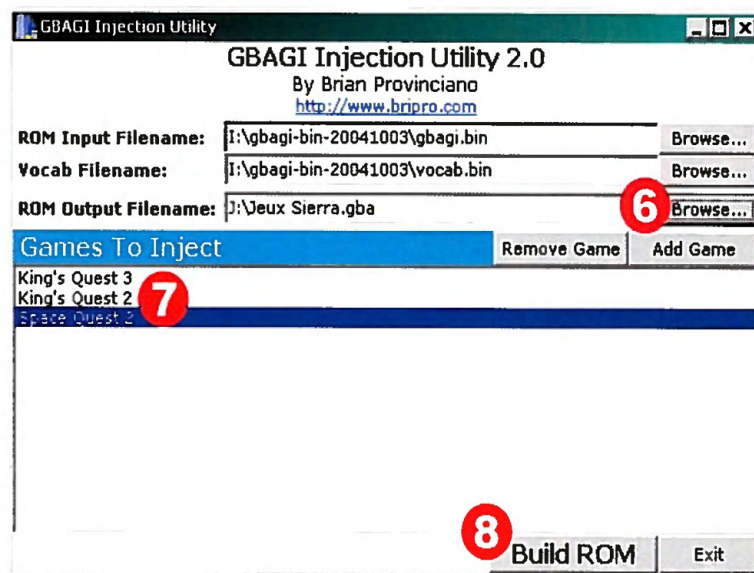 GBAGI Injection Utility
GBAGI Injection Utility 2.0
By Brian Provinciano
http://www.bripro.com
ROM Input Filename: I:\gbagi-bin-20041003\gbagi.bin Browse...
Vocab Filename: I:\gbagi-bin-20041003\vocab.bin Browse...
ROM Output Filename: J:\Jeux Sierra.gba 6 Browse...
Games To Inject Remove Game Add Game
King's Quest 3
King's Quest 2 7
Space Quest 2
8 Build ROM Exit